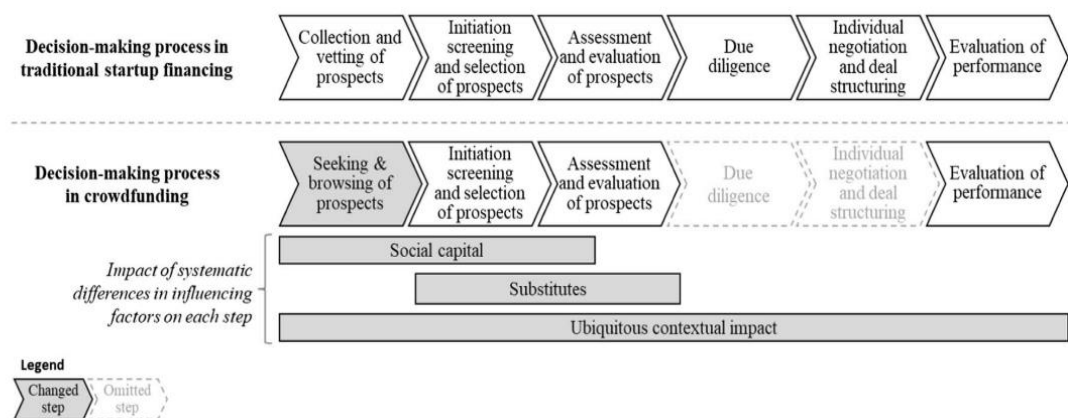 Decision-making process in
traditional startup financing
Collection and
vetting of
prospects
Initiation
screening
and selection
of prospects
Assessment
and evaluation
of prospects
Due
diligence
Individual
negotiation
and deal
structuring
Evaluation of
performance
Decision-making process
in crowdfunding
Seeking &
browsing of
prospects
Initiation
screening
and selection
of prospects
Assessment
and evaluation
of prospects
Due
diligence
Individual
negotiation
and deal
structuring
Evaluation of
performance
Impact of systematic
differences in influencing
factors on each step
Social capital
Substitutes
Ubiquitous contextual impact
Legend
Changed
step
Omitted
step